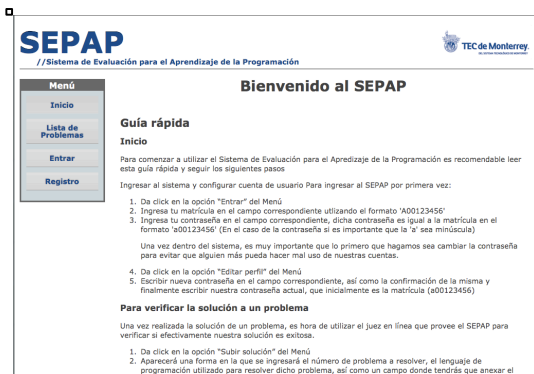 SEPAP
//Sistema de Evaluación para el Aprendizaje de la Programación
TEC de Monterrey.
Menú
Inicio
Lista de
Problemas
Entrar
Registro
Bienvenido al SEPAP
Guía rápida
Inicio
Para comenzar a utilizar el Sistema de Evaluación para el Apredizaje de la Programación es recomendable leer
esta guía rápida y seguir los siguientes pasos
Ingresar al sistema y configurar cuenta de usuario Para ingresar al SEPAP por primera vez:
1. Da click en la opción “Entrar” del Menú
2. Ingresa tu matrícula en el campo correspondiente utlizando el formato 'A00123456'
3. Ingresa tu contraseña en el campo correspondiente, dicha contraseña es igual a la matrícula en el
formato 'a00123456' (En el caso de la contraseña si es importante que la 'a' sea minúscula)
Una vez dentro del sistema, es muy importante que lo primero que hagamos sea cambiar la contraseña
para evitar que alguien más pueda hacer mal uso de nuestras cuentas.
4. Da click en la opción “Editar perfil” del Menú
5. Escribir nueva contraseña en el campo correspondiente, así como la confirmación de la misma y
finalmente escribir nuestra contraseña actual, que inicialmente es la matrícula (a00123456)
Para verificar la solución a un problema
Una vez realizada la solución de un problema, es hora de utilizar el juez en línea que provee el SEPAP para
verificar si efectivamente nuestra solución es exitosa.
1. Da click en la opción “Subir solución” del Menú
2. Aparecerá una forma en la que se ingresará el número de problema a resolver, el lenguaje de
programación utilizado para resolver dicho problema, así como un campo donde tendrás que anexar el